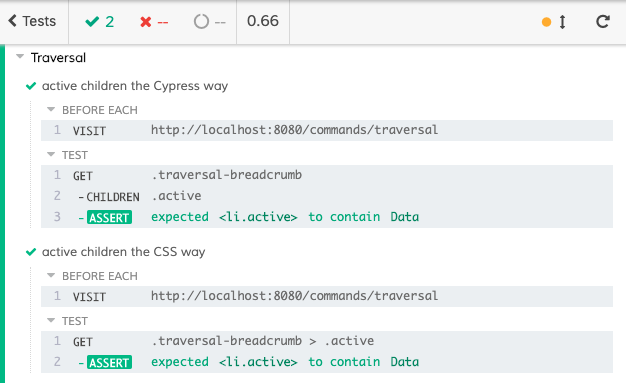 Tests 2 -- -- 0.66
Traversal
active children the Cypress way
BEFORE EACH
1 VISIT http://localhost:8080/commands/traversal
TEST
1 GET .traversal-breadcrumb
2 -CHILDREN .active
3 -ASSERT expected <li.active> to contain Data
active children the CSS way
BEFORE EACH
1 VISIT http://localhost:8080/commands/traversal
TEST
1 GET .traversal-breadcrumb > .active
2 -ASSERT expected <li.active> to contain Data